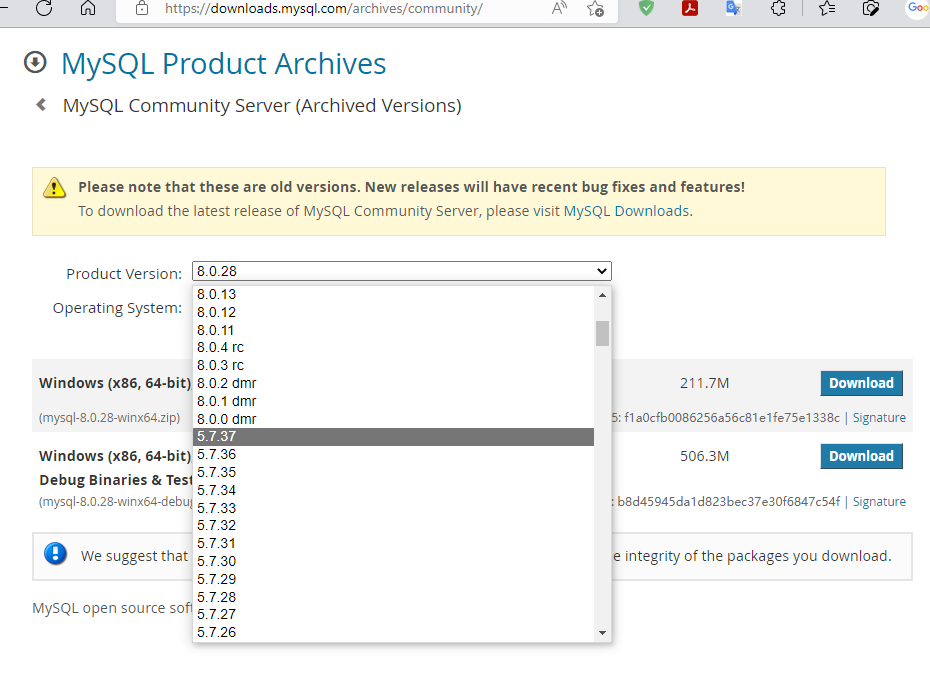 https://downloads.mysql.com/archives/community/
MySQL Product Archives
MySQL Community Server (Archived Versions)
Please note that these are old versions. New releases will have recent bug fixes and features!
To download the latest release of MySQL Community Server, please visit MySQL Downloads.
Product Version: 8.0.28
Operating System:
8.0.13
8.0.12
8.0.11
8.0.4 rc
8.0.3 rc
8.0.2 dmr
8.0.1 dmr
8.0.0 dmr
5.7.37
5.7.36
5.7.35
5.7.34
5.7.33
5.7.32
5.7.31
5.7.30
5.7.29
5.7.28
5.7.27
5.7.26
Windows (x86, 64-bit) 211.7M Download
(mysql-8.0.28-winx64.zip) 5: f1a0cfb0086256a56c81e1fe75e1338c | Signature
Windows (x86, 64-bit) 506.3M Download
Debug Binaries & Test
(mysql-8.0.28-winx64-debug : b8d45945da1d823bec37e30f6847c54f | Signature
We suggest that e integrity of the packages you download.
MySQL open source soft